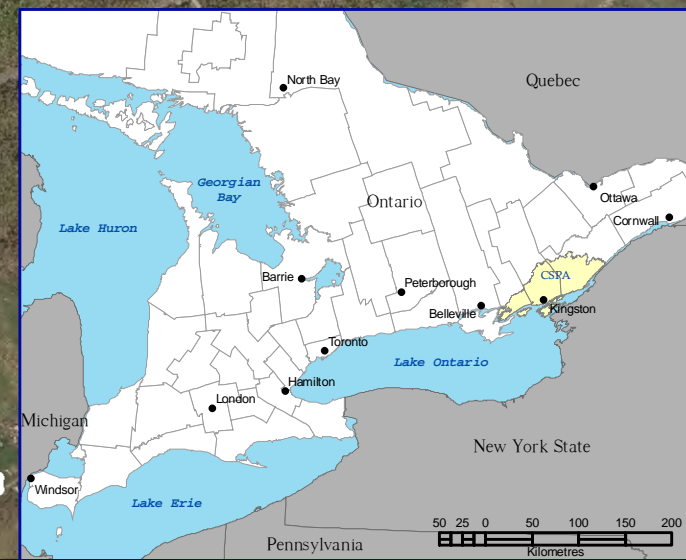 North Bay
Quebec
Georgian
Bay
Ottawa
Ontario
Cornwall
Lake Huron
CSPA
Barrie
Peterborough
Belleville
Kingston
Toronto
Lake Ontario
Hamilton
London
Michigan
New York State
Windsor
Lake Erie
50 25 0 50 100 150 200
Kilometres
Pennsylvania